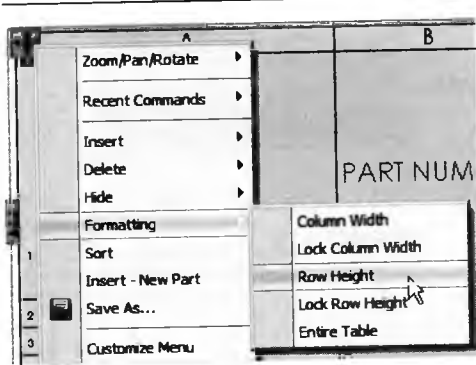 A
B
Zoom/Pan/Rotate
Recent Commands
Insert
Delete
Hide
PART NUM
Formatting
Column Width
1
Sort
Lock Column Width
Insert - New Part
Row Height
2
Save As...
Lock Row Height
3
Customize Menu
Entire Table